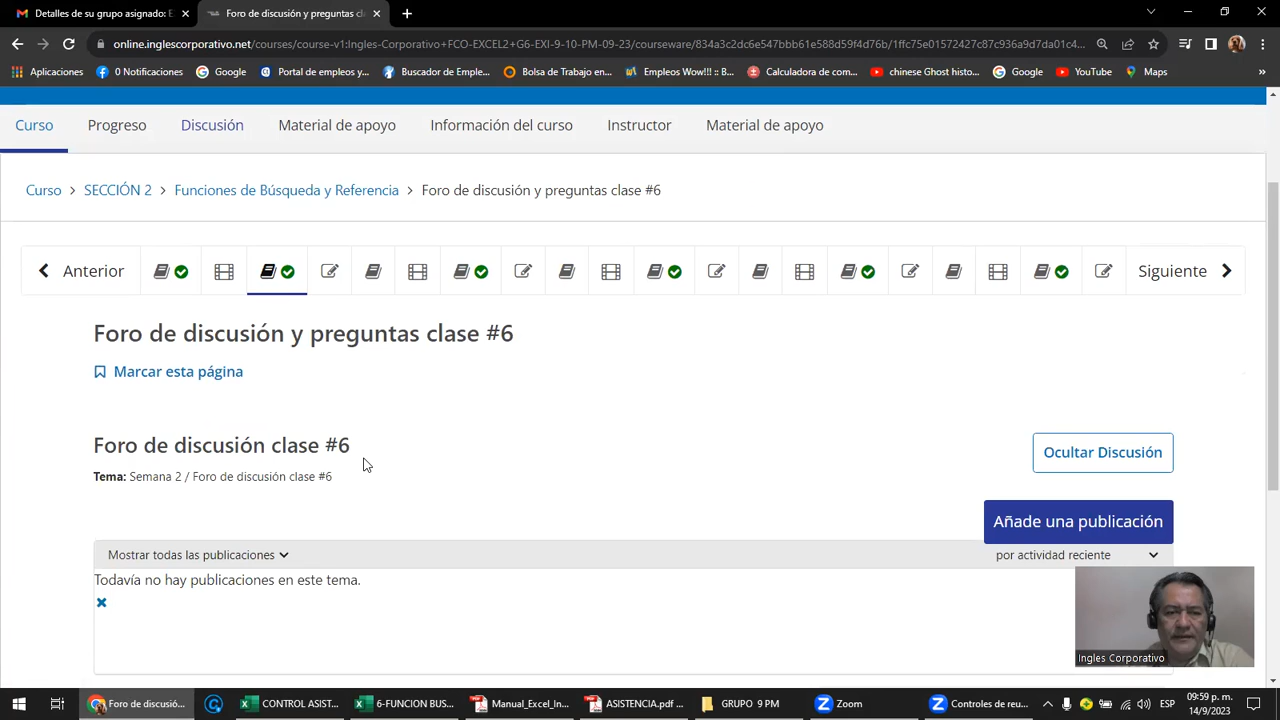 Detalles de su grupo asignado: E
Foro de discusión y preguntas cl
online.inglescorporativo.net/courses/course-v1:Ingles-Corporativo+FCO-EXCEL2+G6-EXI-9-10-PM-09-23/courseware/834a3c2dc6e547bbb61e588d59f4d76b/1ffc75e01572427c87c936a9d7da01c4...
Aplicaciones
0 Notificaciones
Google
Portal de empleos y...
Buscador de Emple...
Bolsa de Trabajo en...
Empleos Wow!!! :: B...
Calculadora de com...
chinese Ghost histo...
Google
YouTube
Maps
»
Curso
Progreso
Discusión
Material de apoyo
Información del curso
Instructor
Material de apoyo
Curso > SECCIÓN 2 > Funciones de Búsqueda y Referencia > Foro de discusión y preguntas clase #6
Anterior
Siguiente
Foro de discusión y preguntas clase #6
Marcar esta página
Foro de discusión clase #6
Ocultar Discusión
Tema: Semana 2 / Foro de discusión clase #6
Añade una publicación
Mostrar todas las publicaciones
por actividad reciente
Todavía no hay publicaciones en este tema.
Ingles Corporativo
Foro de discusió...
CONTROL ASIST...
6-FUNCION BUS...
Manual_Excel_In...
ASISTENCIA.pdf ...
GRUPO 9 PM
Zoom
Controles de reu...
ESP
09:59 p. m.
14/9/2023